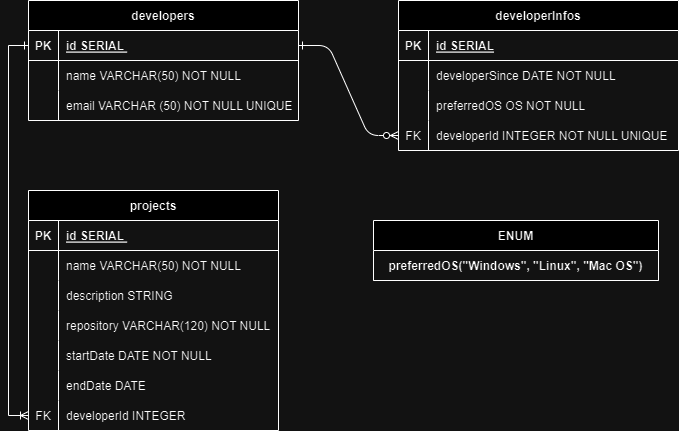 developers
PK id SERIAL
name VARCHAR(50) NOT NULL
email VARCHAR (50) NOT NULL UNIQUE
developerInfos
PK id SERIAL
developerSince DATE NOT NULL
preferredOS OS NOT NULL
FK developerId INTEGER NOT NULL UNIQUE
projects
PK id SERIAL
name VARCHAR(50) NOT NULL
description STRING
repository VARCHAR(120) NOT NULL
startDate DATE NOT NULL
endDate DATE
FK developerId INTEGER
ENUM
preferredOS("Windows", "Linux", "Mac OS")